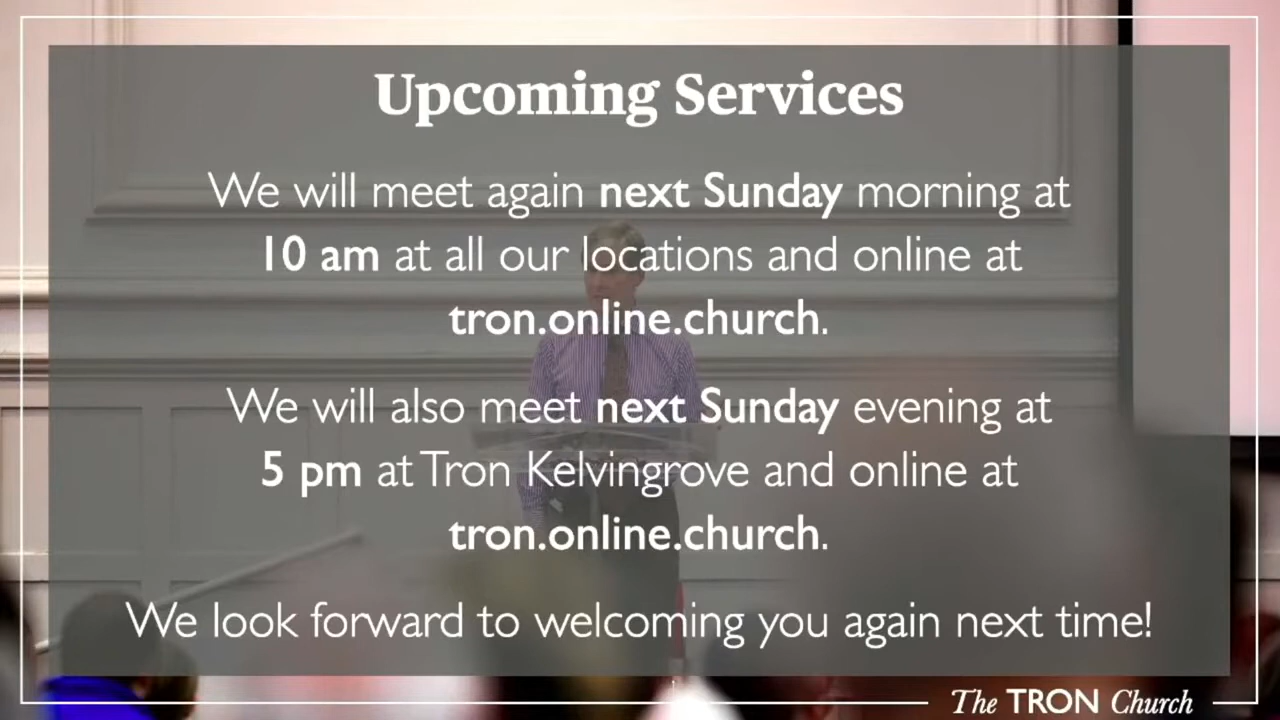 Upcoming Services
We will meet again next Sunday morning at
10 am at all our locations and online at
tron.online.church.
We will also meet next Sunday evening at
5 pm at Tron Kelvingrove and online at
tron.online.church.
We look forward to welcoming you again next time!
The TRON Church